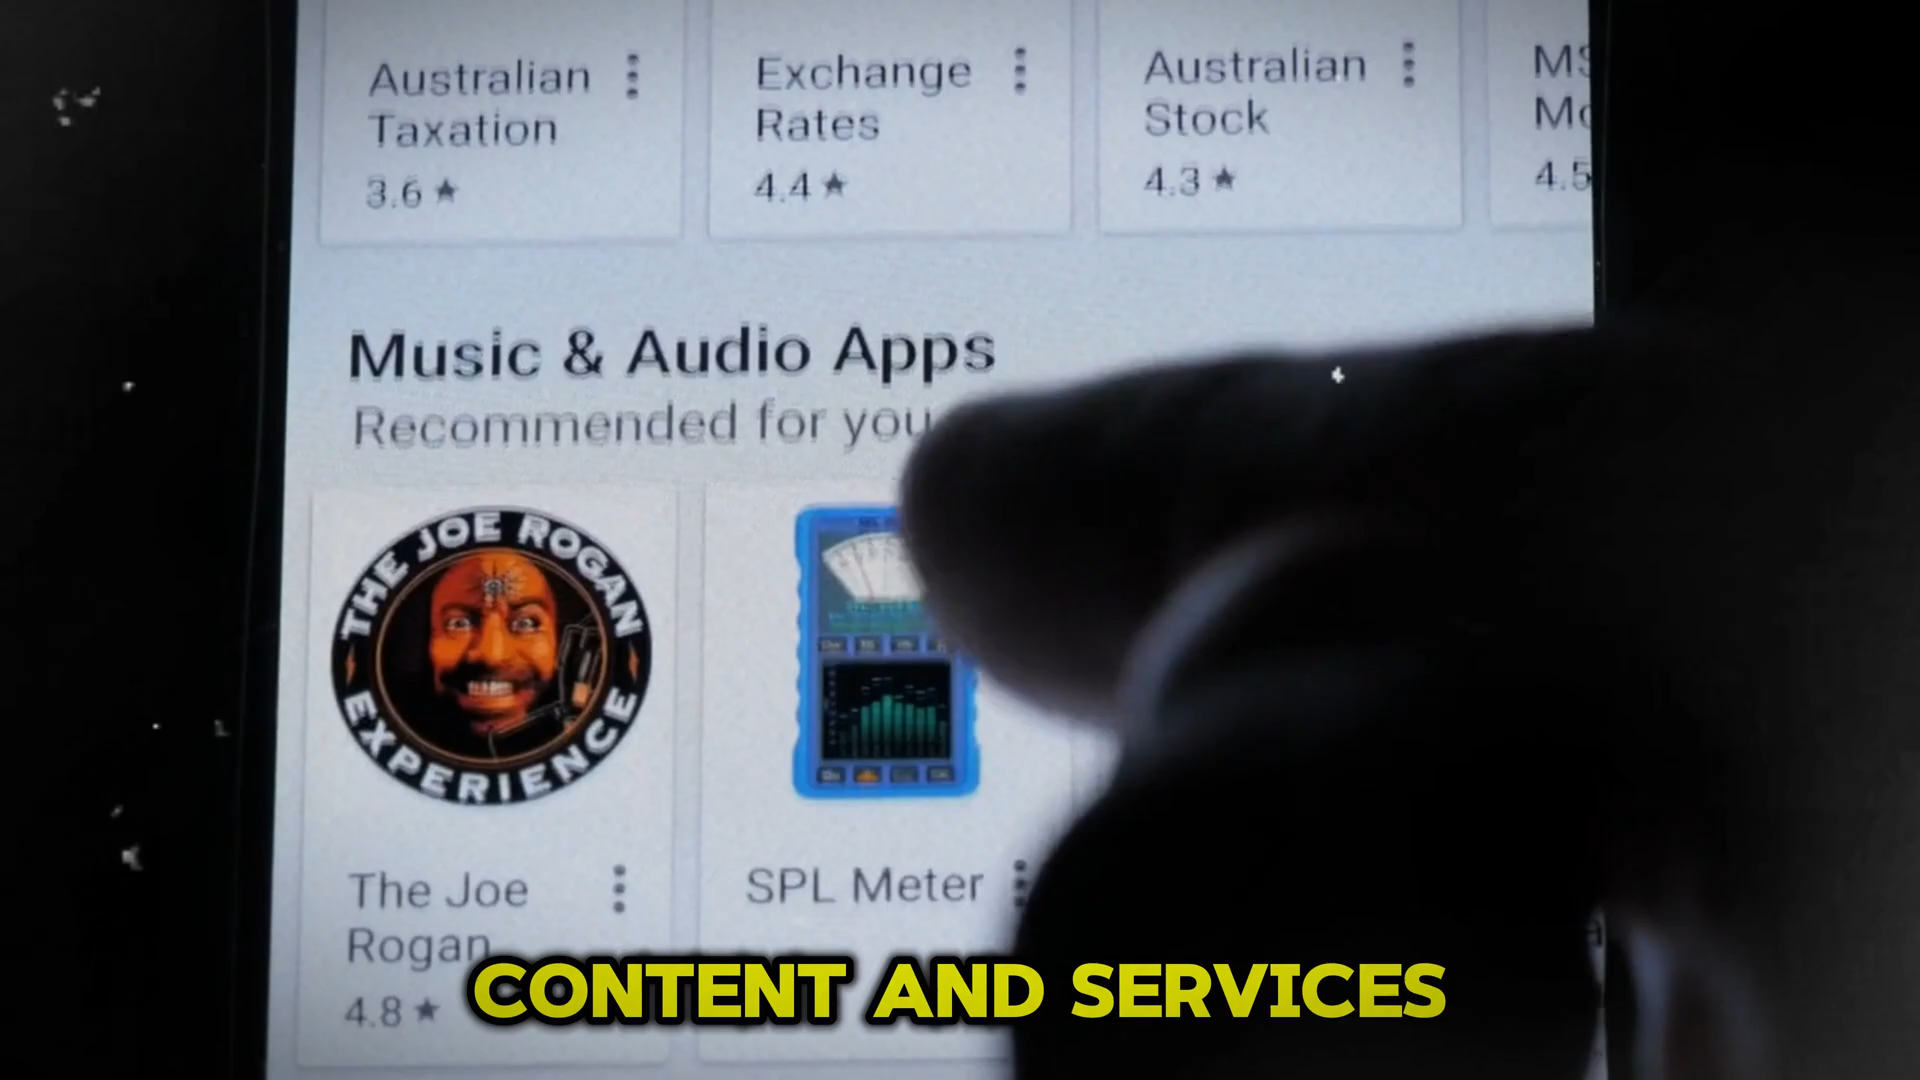 Australian
Taxation
3.6 ★
Exchange
Rates
4.4 ★
Australian
Stock
4.3 ★
4.5
Music & Audio Apps
Recommended for you
THE JOE ROGAN
EXPERIENCE
The Joe
Rogan
4.8 ★
SPL Meter
CONTENT AND SERVICES